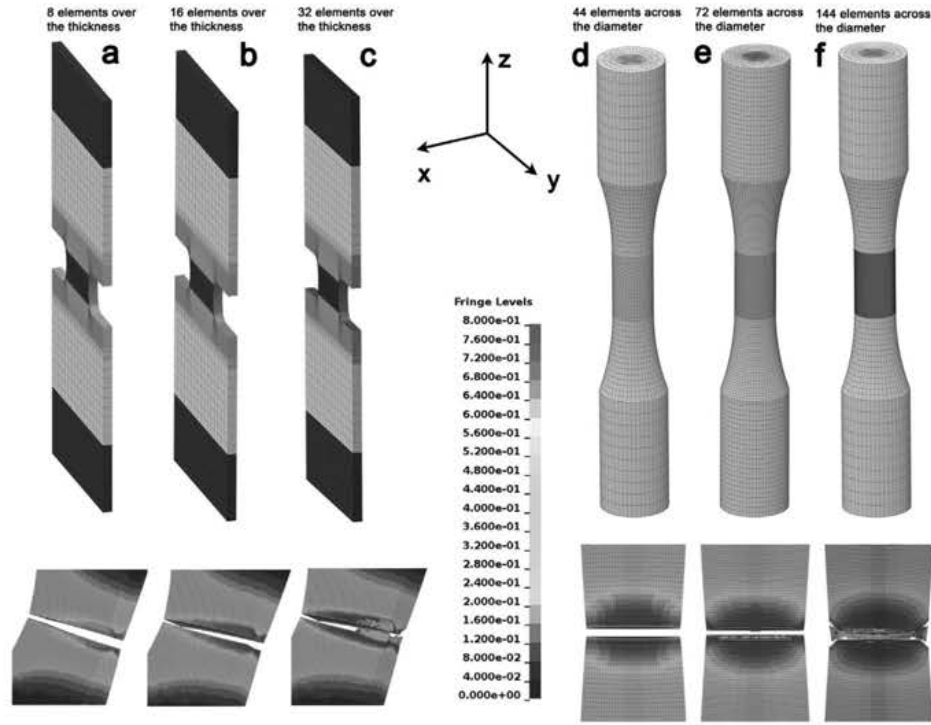 8 elements over
the thickness
16 elements over
the thickness
32 elements over
the thickness
44 elements across
the diameter
72 elements across
the diameter
144 elements across
the diameter
a
b
c
d
e
f
z
x
y
Fringe Levels
8.000e-01
7.600e-01
7.200e-01
6.800e-01
6.400e-01
6.000e-01
5.600e-01
5.200e-01
4.800e-01
4.400e-01
4.000e-01
3.600e-01
3.200e-01
2.800e-01
2.400e-01
2.000e-01
1.600e-01
1.200e-01
8.000e-02
4.000e-02
0.000e+00